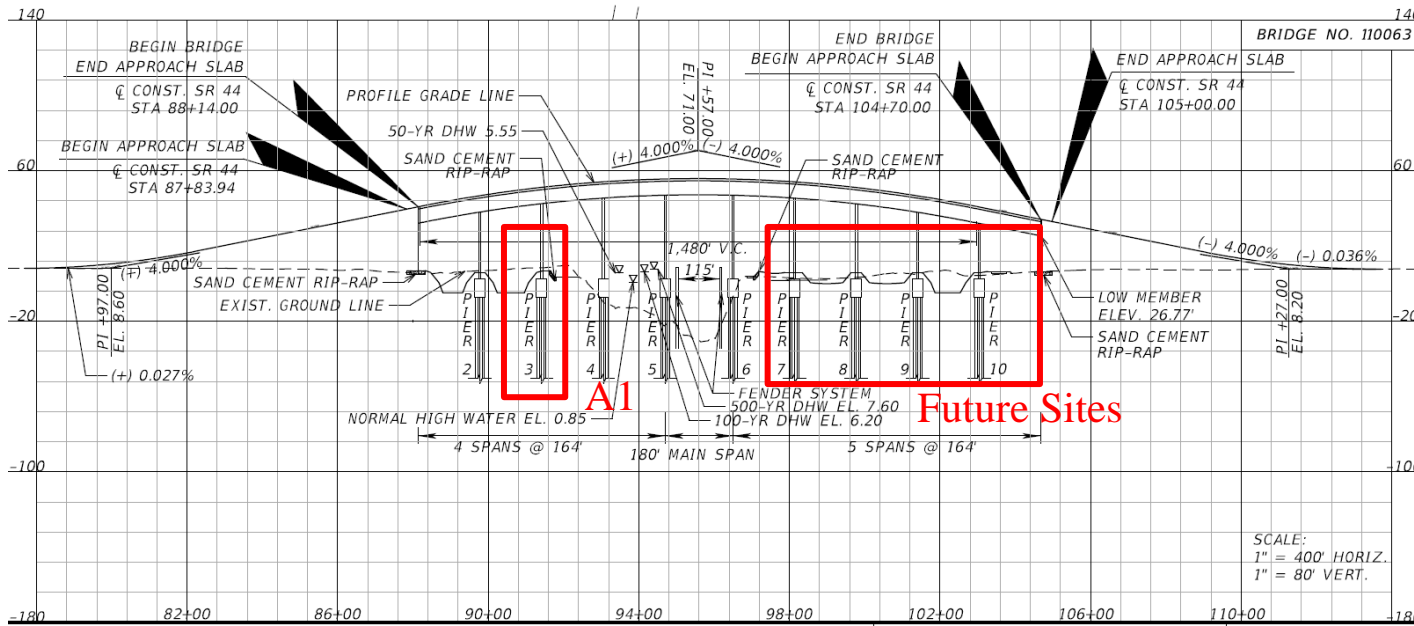 140
140
BRIDGE NO. 110063
BEGIN BRIDGE
END APPROACH SLAB
℄ CONST. SR 44
STA 88+14.00
BEGIN APPROACH SLAB
℄ CONST. SR 44
STA 87+83.94
PROFILE GRADE LINE
50-YR DHW 5.55
SAND CEMENT
RIP-RAP
PI +57.00
EL. 71.00
(+) 4.000%
(-) 4.000%
END BRIDGE
BEGIN APPROACH SLAB
℄ CONST. SR 44
STA 104+70.00
END APPROACH SLAB
℄ CONST. SR 44
STA 105+00.00
SAND CEMENT
RIP-RAP
60
60
1,480' V.C.
115'
(+) 4.000%
SAND CEMENT RIP-RAP
EXIST. GROUND LINE
PI +97.00
EL. 8.60
(+) 0.027%
(-) 4.000%
(-) 0.036%
LOW MEMBER
ELEV. 26.77'
SAND CEMENT
RIP-RAP
PI +27.00
EL. 8.20
-20
-20
PIER 2
PIER 3
PIER 4
PIER 5
PIER 6
PIER 7
PIER 8
PIER 9
PIER 10
A1
Future Sites
FENDER SYSTEM
500-YR DHW EL. 7.60
100-YR DHW EL. 6.20
NORMAL HIGH WATER EL. 0.85
4 SPANS @ 164'
180' MAIN SPAN
5 SPANS @ 164'
-100
-100
SCALE:
1" = 400' HORIZ.
1" = 80' VERT.
-180
82+00
86+00
90+00
94+00
98+00
102+00
106+00
110+00
-180